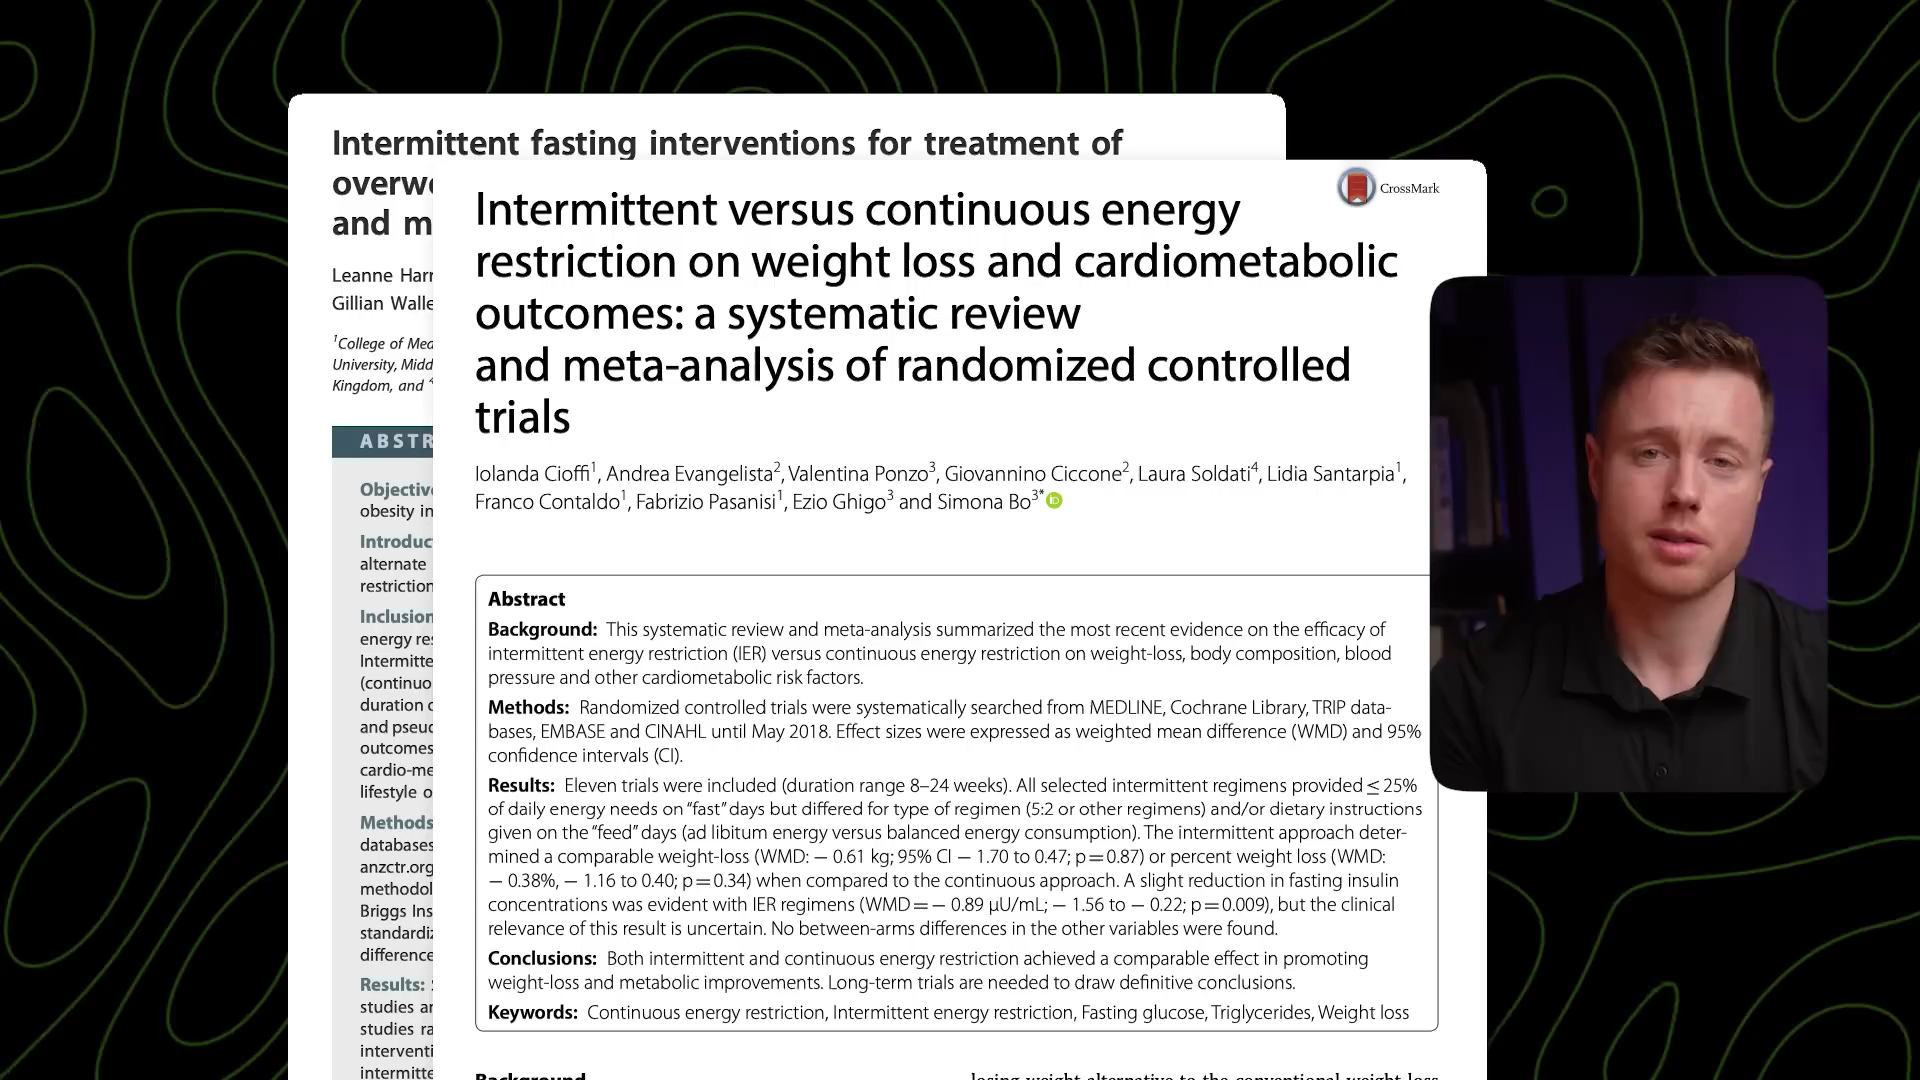 Intermittent fasting interventions for treatment of
overw
and m
Leanne Harr
Gillian Walle
1College of Med
University, Midd
Kingdom, and 4
ABSTR
Objective
obesity in
Introduc
alternate
restriction
Inclusion
energy res
Intermitte
(continuo
duration o
and pseud
outcomes
cardio-me
lifestyle o
Methods
databases
anzctr.org
methodol
Briggs Ins
standardiz
difference
Results: S
studies ar
studies ra
interventi
intermitte
CrossMark
Intermittent versus continuous energy
restriction on weight loss and cardiometabolic
outcomes: a systematic review
and meta-analysis of randomized controlled
trials
Iolanda Cioffi1, Andrea Evangelista2, Valentina Ponzo3, Giovannino Ciccone2, Laura Soldati4, Lidia Santarpia1,
Franco Contaldo1, Fabrizio Pasanisi1, Ezio Ghigo3 and Simona Bo3* iD
Abstract
Background: This systematic review and meta-analysis summarized the most recent evidence on the efficacy of
intermittent energy restriction (IER) versus continuous energy restriction on weight-loss, body composition, blood
pressure and other cardiometabolic risk factors.
Methods: Randomized controlled trials were systematically searched from MEDLINE, Cochrane Library, TRIP data-
bases, EMBASE and CINAHL until May 2018. Effect sizes were expressed as weighted mean difference (WMD) and 95%
confidence intervals (CI).
Results: Eleven trials were included (duration range 8–24 weeks). All selected intermittent regimens provided ≤ 25%
of daily energy needs on “fast” days but differed for type of regimen (5:2 or other regimens) and/or dietary instructions
given on the “feed” days (ad libitum energy versus balanced energy consumption). The intermittent approach deter-
mined a comparable weight-loss (WMD: − 0.61 kg; 95% CI − 1.70 to 0.47; p = 0.87) or percent weight loss (WMD:
− 0.38%, − 1.16 to 0.40; p = 0.34) when compared to the continuous approach. A slight reduction in fasting insulin
concentrations was evident with IER regimens (WMD = − 0.89 µU/mL; − 1.56 to − 0.22; p = 0.009), but the clinical
relevance of this result is uncertain. No between-arms differences in the other variables were found.
Conclusions: Both intermittent and continuous energy restriction achieved a comparable effect in promoting
weight-loss and metabolic improvements. Long-term trials are needed to draw definitive conclusions.
Keywords: Continuous energy restriction, Intermittent energy restriction, Fasting glucose, Triglycerides, Weight loss
Background
losing weight alternative to the conventional weight loss